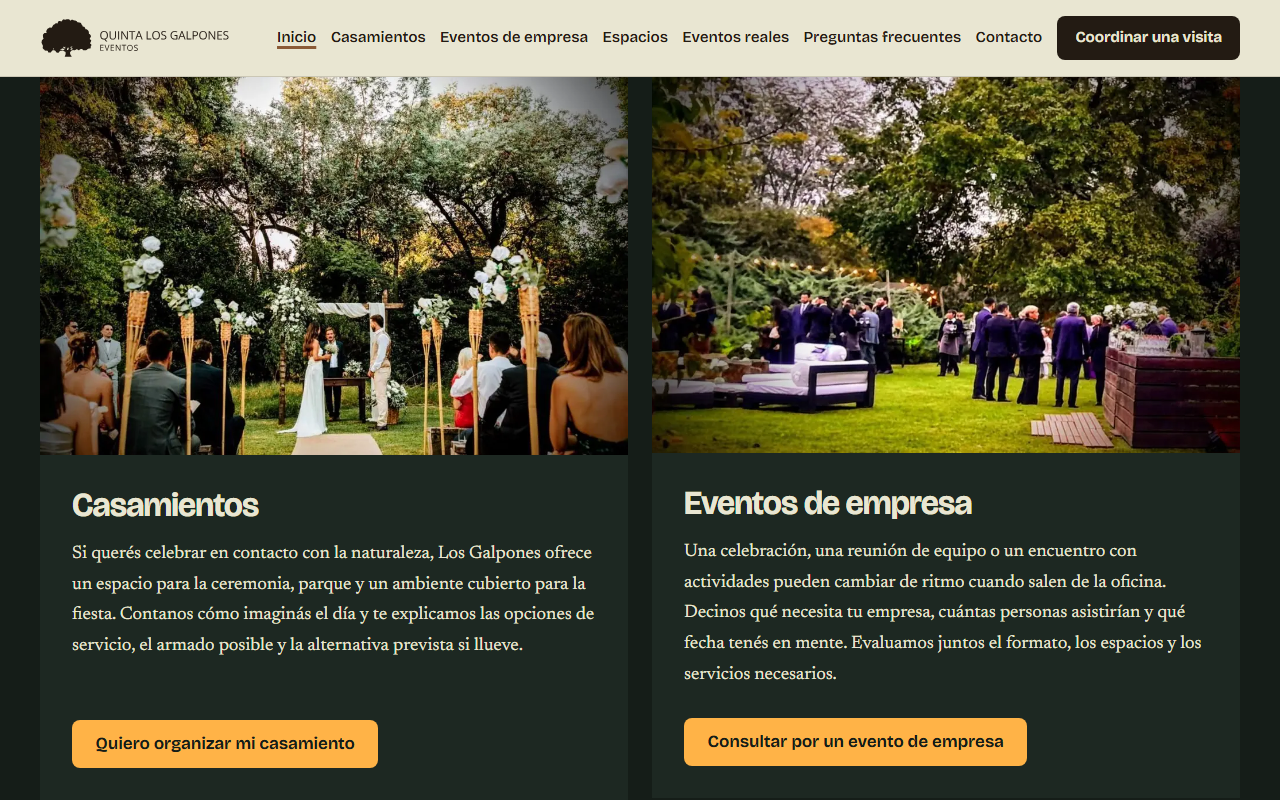 QUINTA LOS GALPONES
EVENTOS
Inicio
Casamientos
Eventos de empresa
Espacios
Eventos reales
Preguntas frecuentes
Contacto
Coordinar una visita
Casamientos
Si querés celebrar en contacto con la naturaleza, Los Galpones ofrece
un espacio para la ceremonia, parque y un ambiente cubierto para la
fiesta. Contanos cómo imaginás el día y te explicamos las opciones de
servicio, el armado posible y la alternativa prevista si llueve.
Quiero organizar mi casamiento
Eventos de empresa
Una celebración, una reunión de equipo o un encuentro con
actividades pueden cambiar de ritmo cuando salen de la oficina.
Decinos qué necesita tu empresa, cuántas personas asistirían y qué
fecha tenés en mente. Evaluamos juntos el formato, los espacios y los
servicios necesarios.
Consultar por un evento de empresa